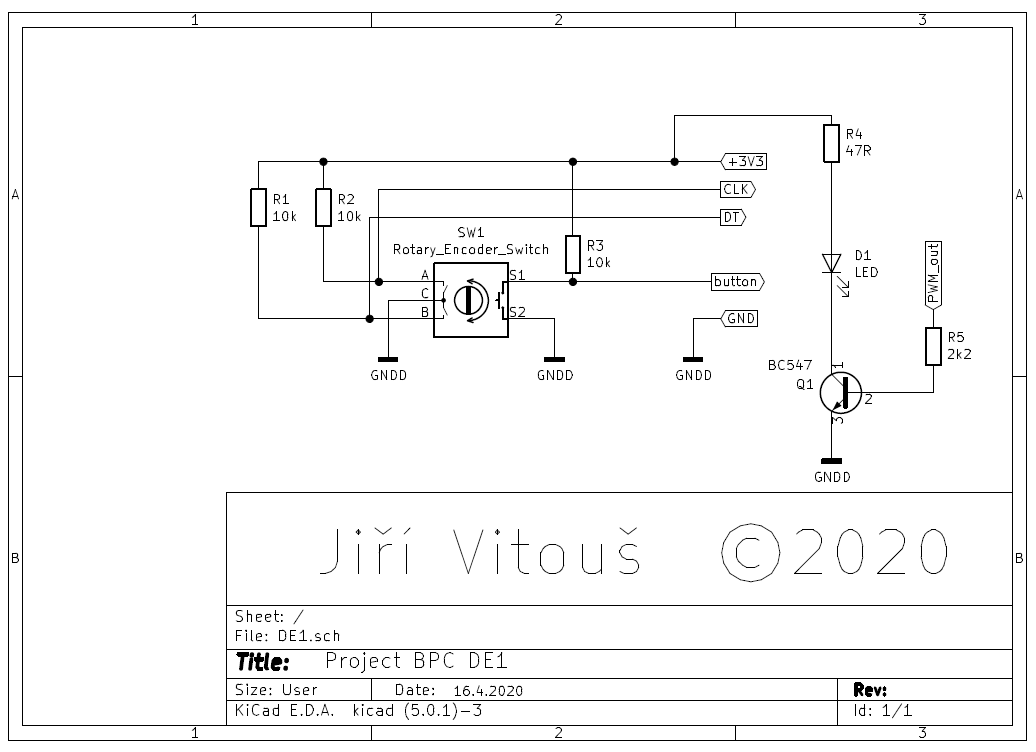 1 2 3
A A
R4
47R
+3V3
CLK
DT
R1
10k
R2
10k
SW1
Rotary_Encoder_Switch
R3
10k
A
C
B
S1
S2
button
GND
D1
LED
PWM_out
R5
2k2
BC547
Q1
1
2
3
GNDD
GNDD
GNDD
GNDD
B B
Jiří Vitouš ©2020
Sheet: /
File: DE1.sch
Title: Project BPC DE1
Size: User Date: 16.4.2020 Rev:
KiCad E.D.A. kicad (5.0.1)-3 Id: 1/1
1 2 3